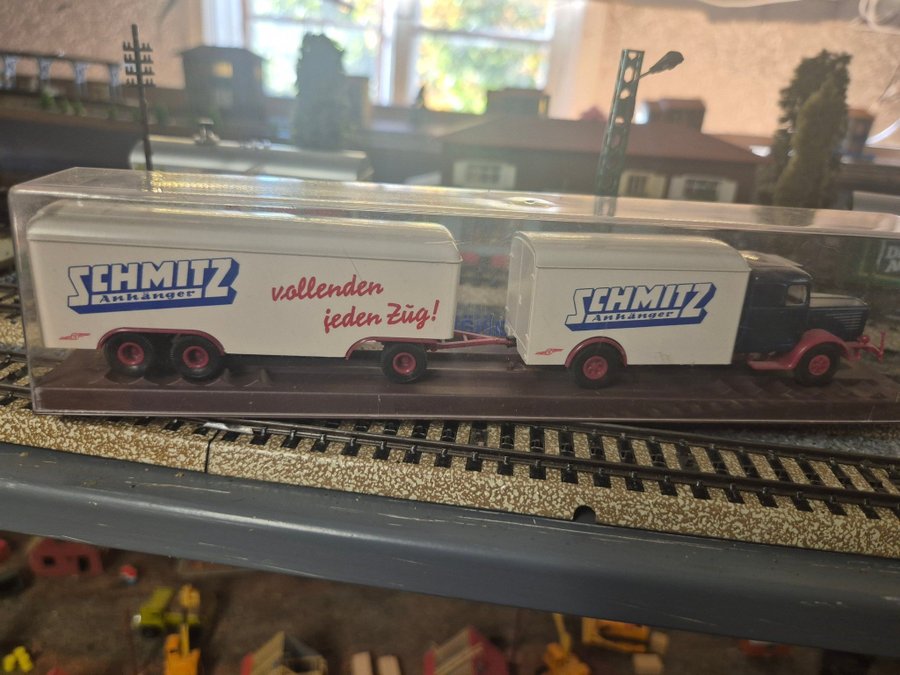 SCHMITZ
Anhänger
vollenden
jeden Zug!
SCHMITZ
Anhänger